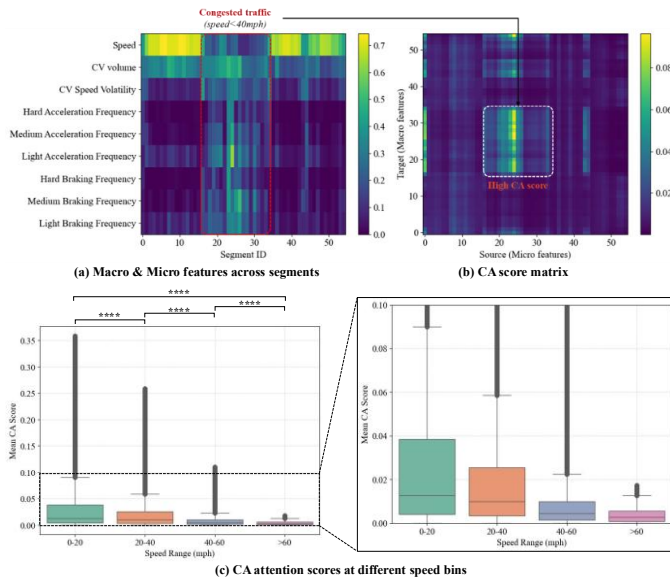 Congested traffic
(speed<40mph)
Speed
CV volume
CV Speed Volatility
Hard Acceleration Frequency
Medium Acceleration Frequency
Light Acceleration Frequency
Hard Braking Frequency
Medium Braking Frequency
Light Braking Frequency
0 10 20 30 40 50
Segment ID
0.7
0.6
0.5
0.4
0.3
0.2
0.1
0.0
(a) Macro & Micro features across segments
Target (Macro features)
50
40
30
20
10
0
High CA score
0 10 20 30 40 50
Source (Micro features)
0.08
0.06
0.04
0.02
(b) CA score matrix
****
**** **** ****
Mean CA Score
0.35
0.30
0.25
0.20
0.15
0.10
0.05
0.00
0-20 20-40 40-60 >60
Speed Range (mph)
Mean CA Score
0.10
0.08
0.06
0.04
0.02
0.00
0-20 20-40 40-60 >60
Speed Range (mph)
(c) CA attention scores at different speed bins